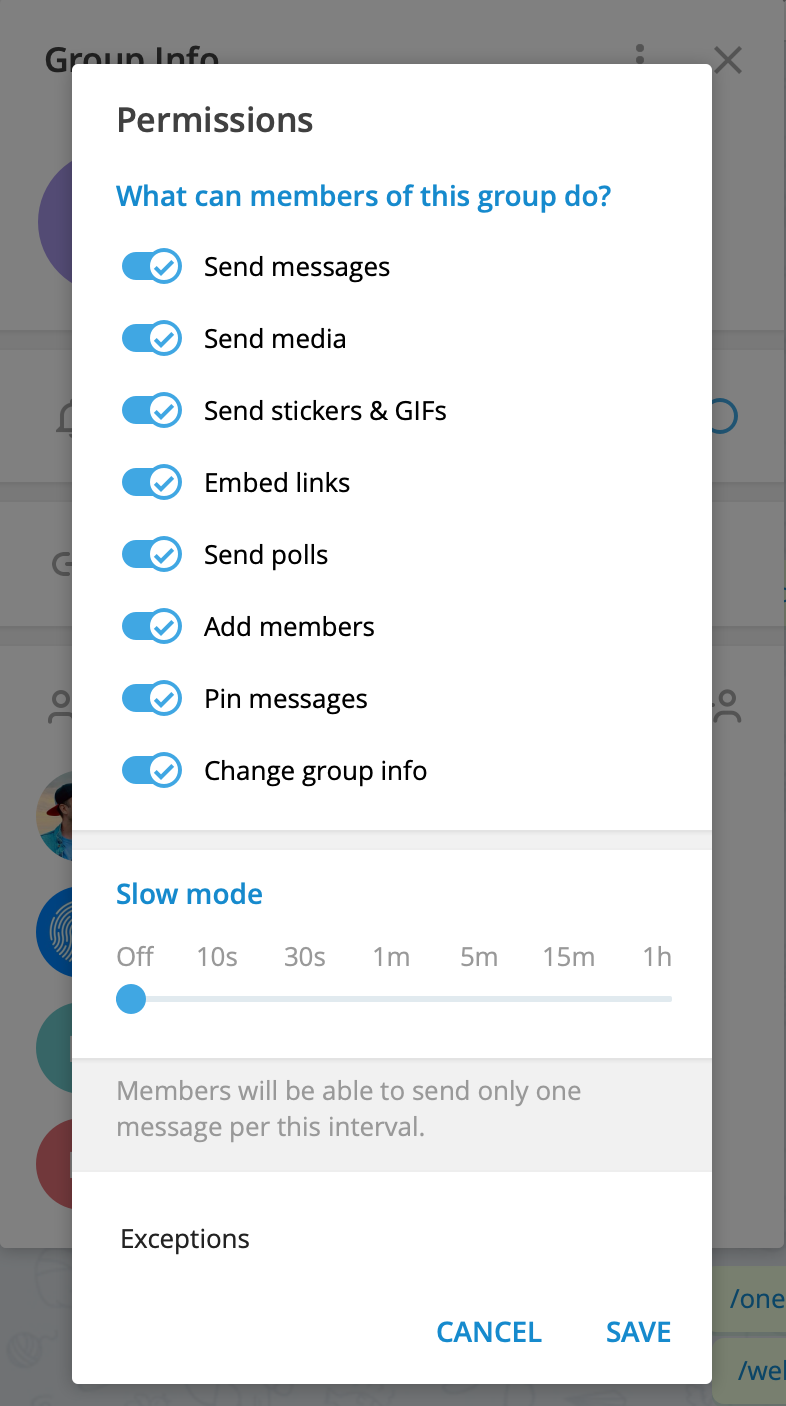 Group Info
Permissions
What can members of this group do?
Send messages
Send media
Send stickers & GIFs
Embed links
Send polls
Add members
Pin messages
Change group info
Slow mode
Off 10s 30s 1m 5m 15m 1h
Members will be able to send only one
message per this interval.
Exceptions
/one
CANCEL SAVE
/wel